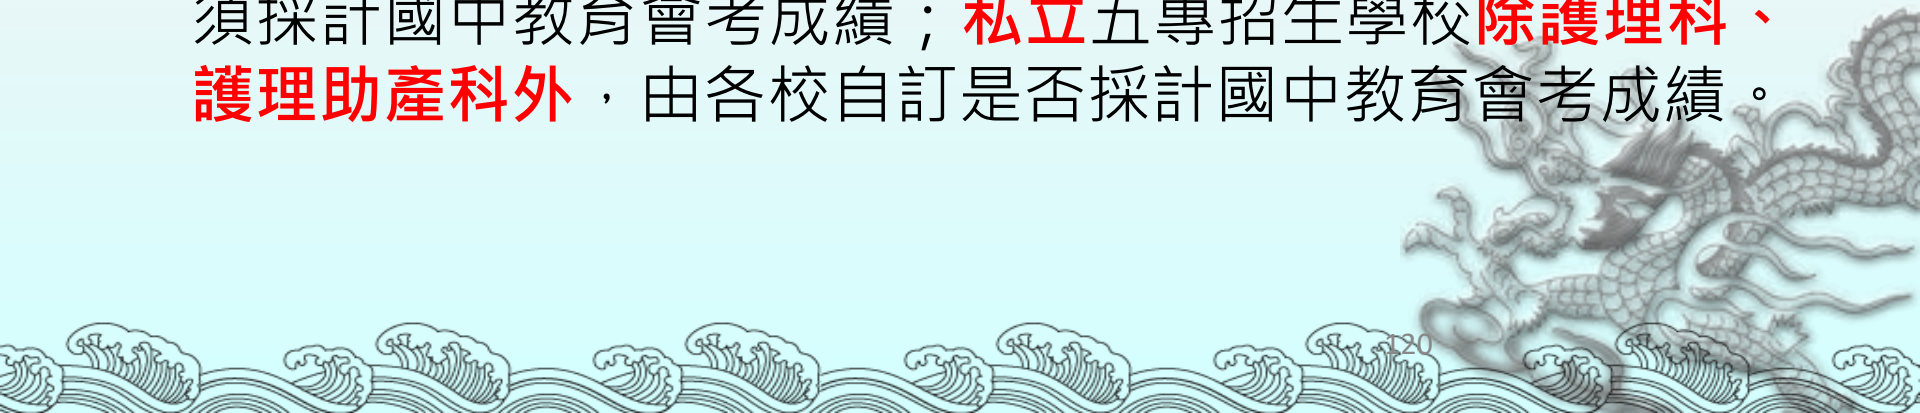 須採計國中教育會考成績；私立五專招生學校除護理科、
護理助產科外，由各校自訂是否採計國中教育會考成績。
120